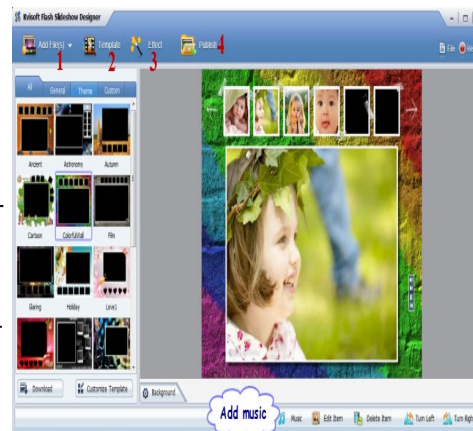 Kvisoft Flash Slideshow Designer
Add File(s) Template Effect Publish 4
1 2 3
File
All General Theme Custom
Ancient Astronomy Autumn
Cartoon ColorfulWall Film
Glaring Holiday Love1
Download Customize Template Background
Add music
Music Edit Item Delete Item Turn Left Turn Right